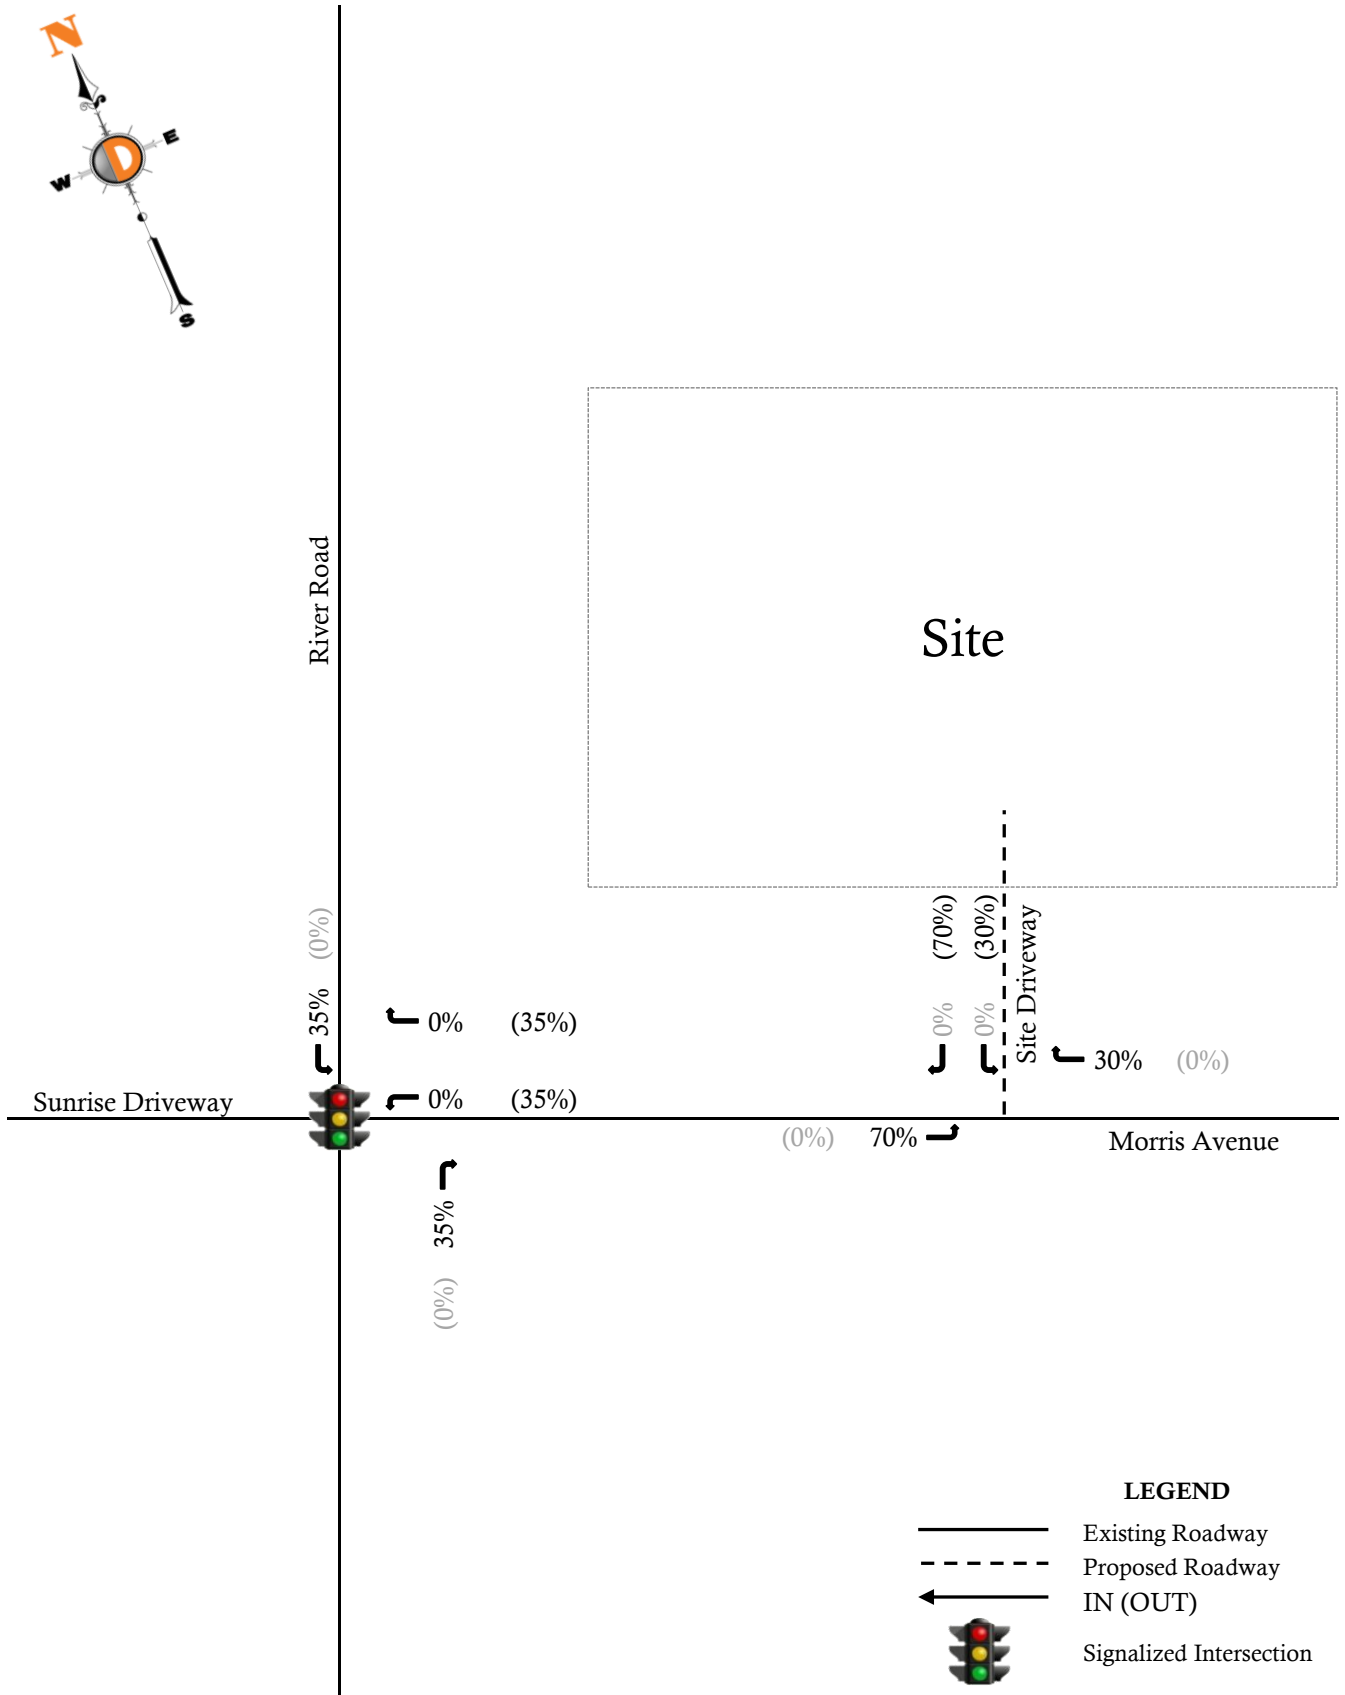 N
E
W
D
S
River Road
Site
(70%)
(30%)
(0%)
35%
0%
0%
Site Driveway
0% (35%)
30% (0%)
Sunrise Driveway
0% (35%)
(0%) 70%
Morris Avenue
35%
(0%)
LEGEND
Existing Roadway
Proposed Roadway
IN (OUT)
Signalized Intersection